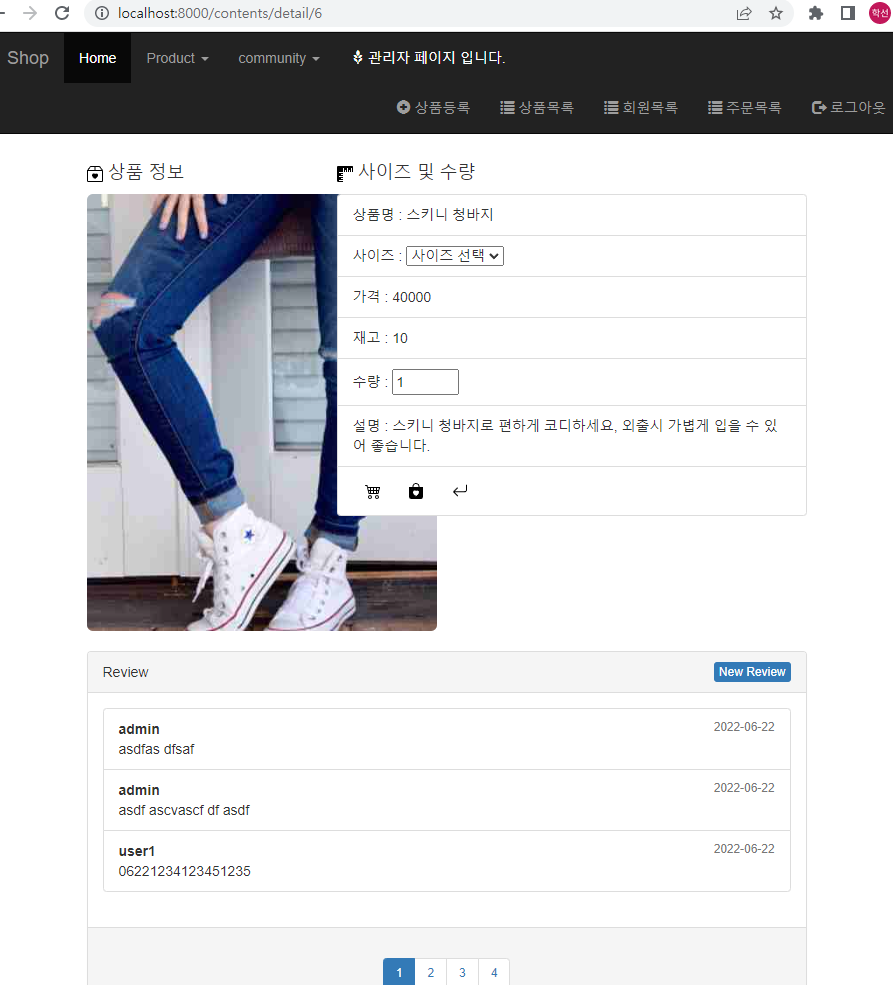 localhost:8000/contents/detail/6
학선
Shop Home Product community 관리자 페이지 입니다.
상품등록 상품목록 회원목록 주문목록 로그아웃
상품 정보
사이즈 및 수량
상품명 : 스키니 청바지
사이즈 : 사이즈 선택
가격 : 40000
재고 : 10
수량 : 1
설명 : 스키니 청바지로 편하게 코디하세요, 외출시 가볍게 입을 수 있
어 좋습니다.
Review New Review
admin 2022-06-22
asdfas dfsaf
admin 2022-06-22
asdf ascvascf df asdf
user1 2022-06-22
06221234123451235
1 2 3 4